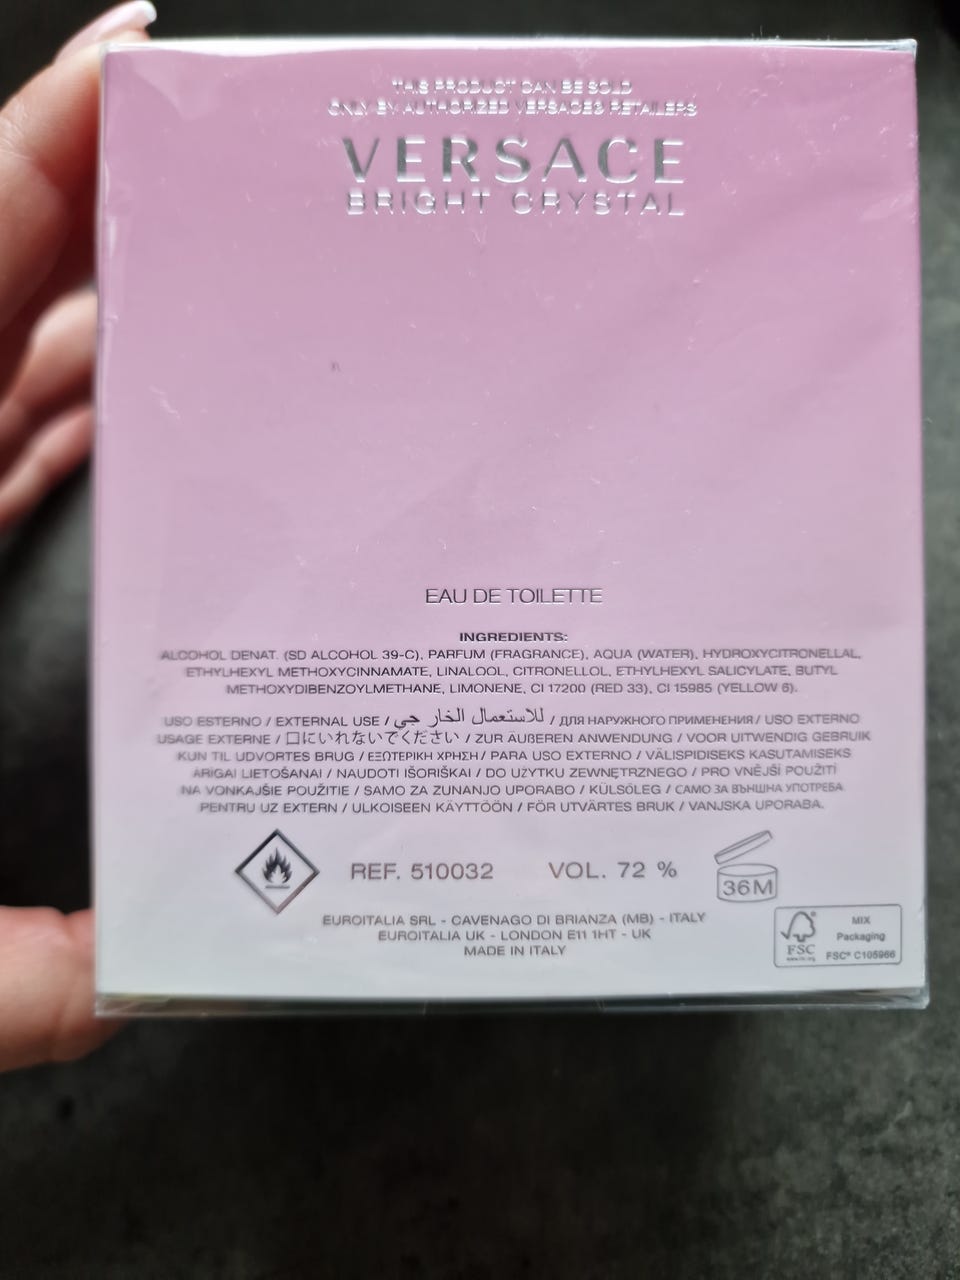 THIS PRODUCT CAN BE SOLD
ONLY BY AUTHORIZED VERSACE® RETAILERS
VERSACE
BRIGHT CRYSTAL
EAU DE TOILETTE
INGREDIENTS:
ALCOHOL DENAT. (SD ALCOHOL 39-C), PARFUM (FRAGRANCE), AQUA (WATER), HYDROXYCITRONELLAL,
ETHYLHEXYL METHOXYCINNAMATE, LINALOOL, CITRONELLOL, ETHYLHEXYL SALICYLATE, BUTYL
METHOXYDIBENZOYLMETHANE, LIMONENE, CI 17200 (RED 33), CI 15985 (YELLOW 6).
USO ESTERNO / EXTERNAL USE / للاستعمال الخار جي / ДЛЯ НАРУЖНОГО ПРИМЕНЕНИЯ / USO EXTERNO
USAGE EXTERNE / 口にいれないでください / ZUR ÄUßEREN ANWENDUNG / VOOR UITWENDIG GEBRUIK
KUN TIL UDVORTES BRUG / ΕΞΩΤΕΡΙΚΗ ΧΡΗΣΗ / PARA USO EXTERNO / VÄLISPIDISEKS KASUTAMISEKS
ĀRĪGAI LIETOŠANAI / NAUDOTI IŠORIŠKAI / DO UŻYTKU ZEWNĘTRZNEGO / PRO VNĚJŠÍ POUŽITÍ
NA VONKAJŠIE POUŽITIE / SAMO ZA ZUNANJO UPORABO / KÜLSŐLEG / САМО ЗА ВЪНШНА УПОТРЕБА
PENTRU UZ EXTERN / ULKOISEEN KÄYTTÖÖN / FÖR UTVÄRTES BRUK / VANJSKA UPORABA.
REF. 510032 VOL. 72 % 36M
EUROITALIA SRL - CAVENAGO DI BRIANZA (MB) - ITALY
EUROITALIA UK - LONDON E11 1HT - UK
MADE IN ITALY
FSC
www.fsc.org
MIX
Packaging
FSC® C105966